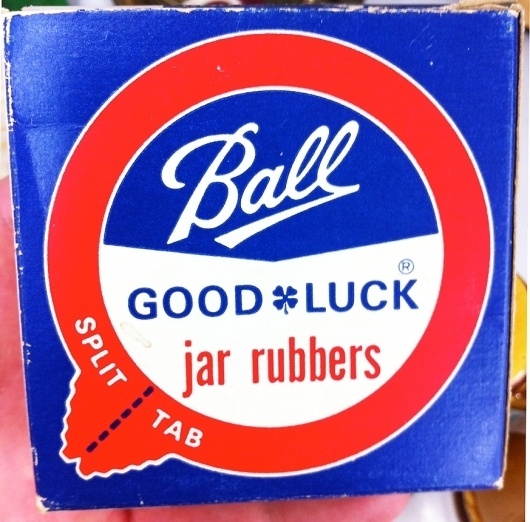 Ball
®
GOOD LUCK
jar rubbers
SPLIT
TAB